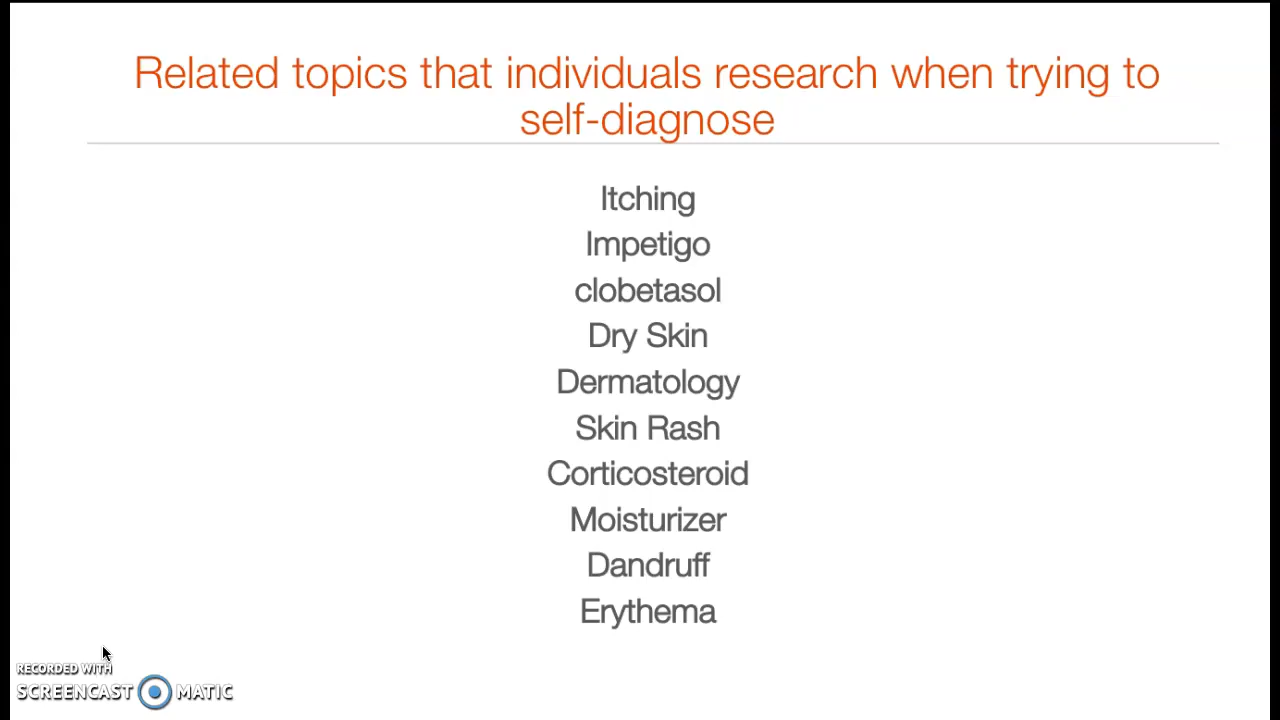 Related topics that individuals research when trying to
self-diagnose
Itching
Impetigo
clobetasol
Dry Skin
Dermatology
Skin Rash
Corticosteroid
Moisturizer
Dandruff
Erythema
RECORDED WITH
SCREENCAST MATIC